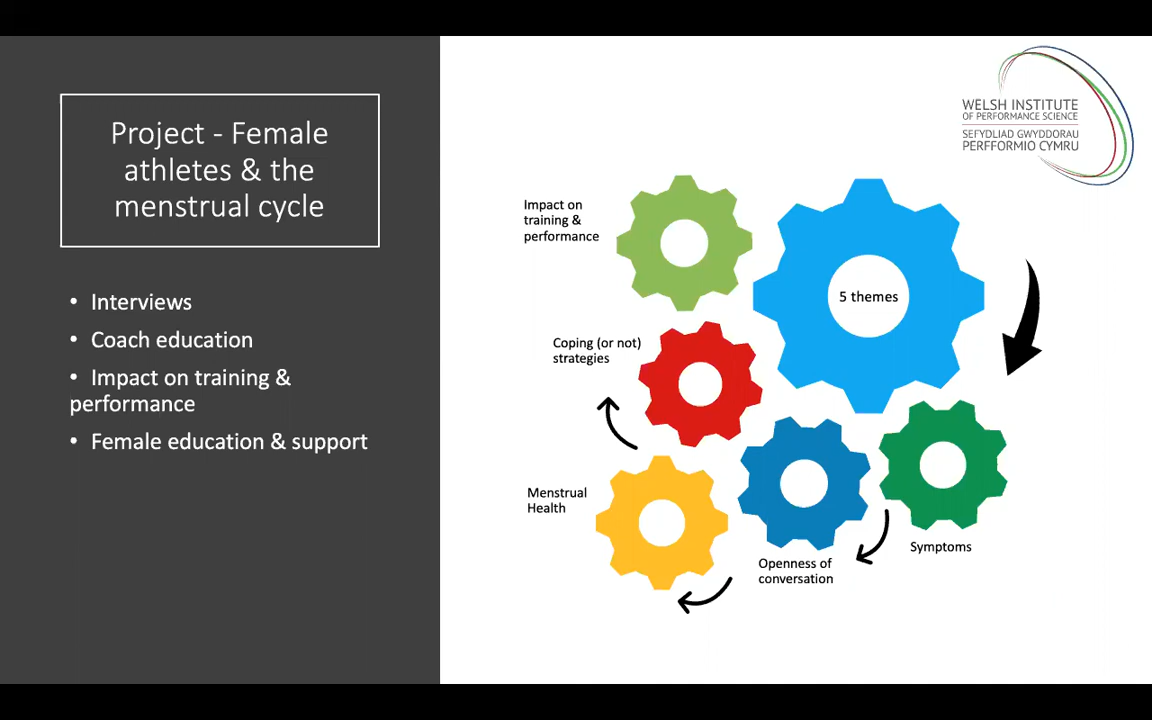 Project - Female
athletes & the
menstrual cycle
• Interviews
• Coach education
• Impact on training &
performance
• Female education & support
WELSH INSTITUTE
OF PERFORMANCE SCIENCE
SEFYDLIAD GWYDDORAU
PERFFORMIO CYMRU
Impact on
training &
performance
5 themes
Coping (or not)
strategies
Menstrual
Health
Openness of
conversation
Symptoms